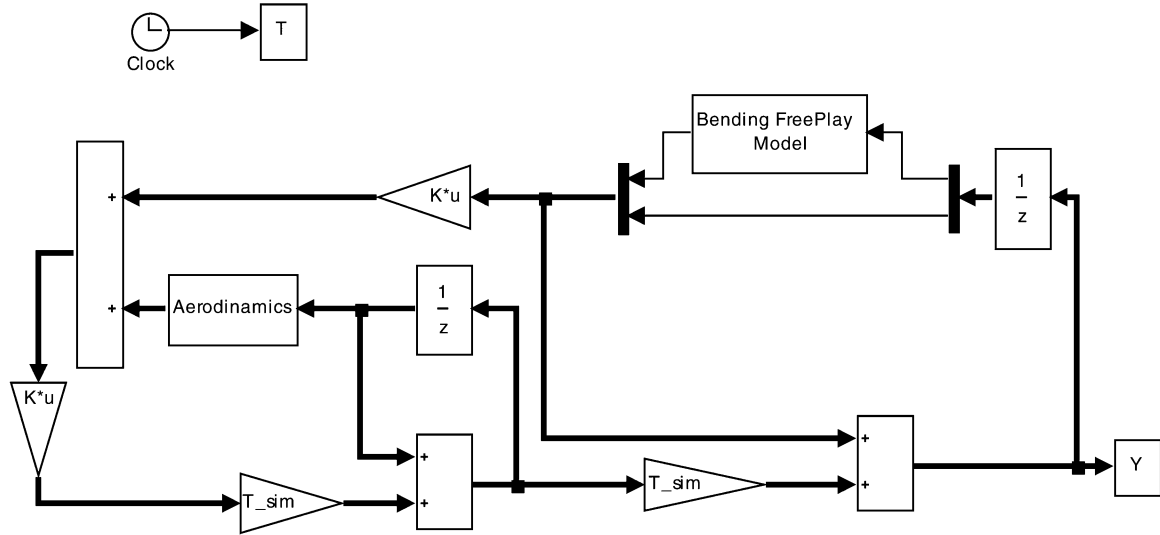 T
Clock
Bending FreePlay
Model
1
z
+
K*u
+
Aerodinamics
1
z
K*u
+
+
T_sim
+
+
T_sim
Y